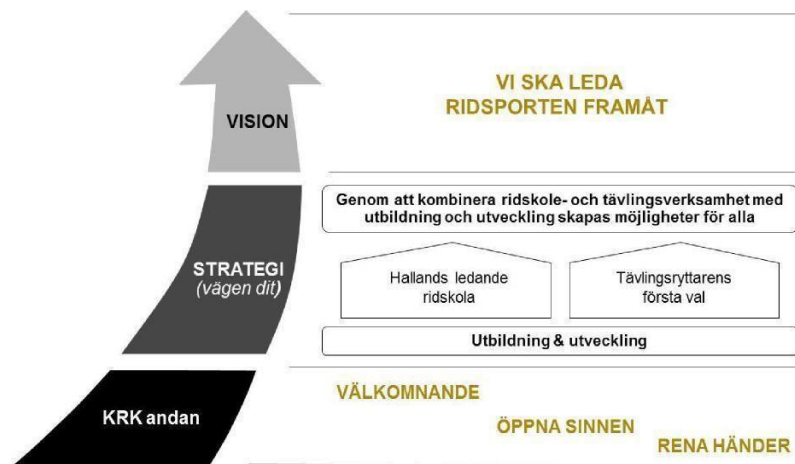 VI SKA LEDA
RIDSPORTEN FRAMÅT
VISION
Genom att kombinera ridskole- och tävlingsverksamhet med
utbildning och utveckling skapas möjligheter för alla
STRATEGI
(vägen dit)
Hallands ledande
ridskola
Tävlingsryttarens
första val
Utbildning & utveckling
KRK andan
VÄLKOMNANDE
ÖPPNA SINNEN
RENA HÄNDER